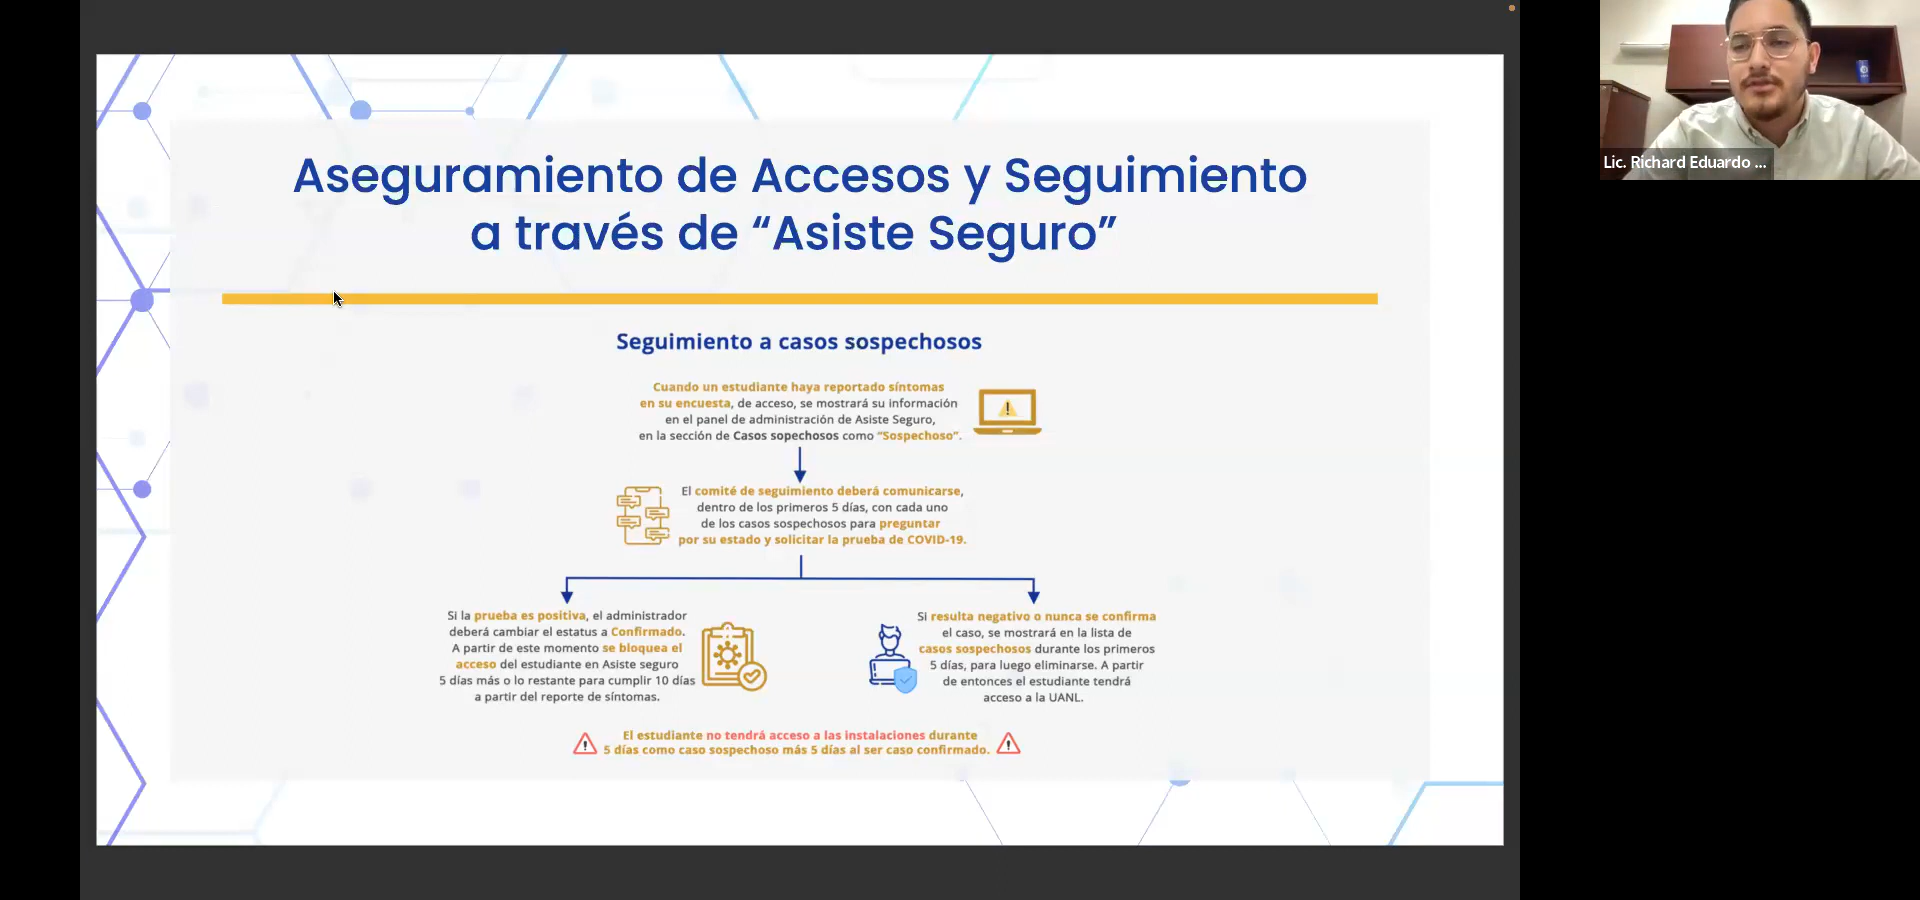 Aseguramiento de Accesos y Seguimiento
a través de “Asiste Seguro”
Seguimiento a casos sospechosos
Cuando un estudiante haya reportado síntomas
en su encuesta, de acceso, se mostrará su información
en el panel de administración de Asiste Seguro,
en la sección de Casos sopechosos como “Sospechoso”.
El comité de seguimiento deberá comunicarse,
dentro de los primeros 5 días, con cada uno
de los casos sospechosos para preguntar
por su estado y solicitar la prueba de COVID-19.
Si la prueba es positiva, el administrador
deberá cambiar el estatus a Confirmado.
A partir de este momento se bloquea el
acceso del estudiante en Asiste seguro
5 días más o lo restante para cumplir 10 días
a partir del reporte de síntomas.
Si resulta negativo o nunca se confirma
el caso, se mostrará en la lista de
casos sospechosos durante los primeros
5 días, para luego eliminarse. A partir
de entonces el estudiante tendrá
acceso a la UANL.
El estudiante no tendrá acceso a las instalaciones durante
5 días como caso sospechoso más 5 días al ser caso confirmado.
Lic. Richard Eduardo ...